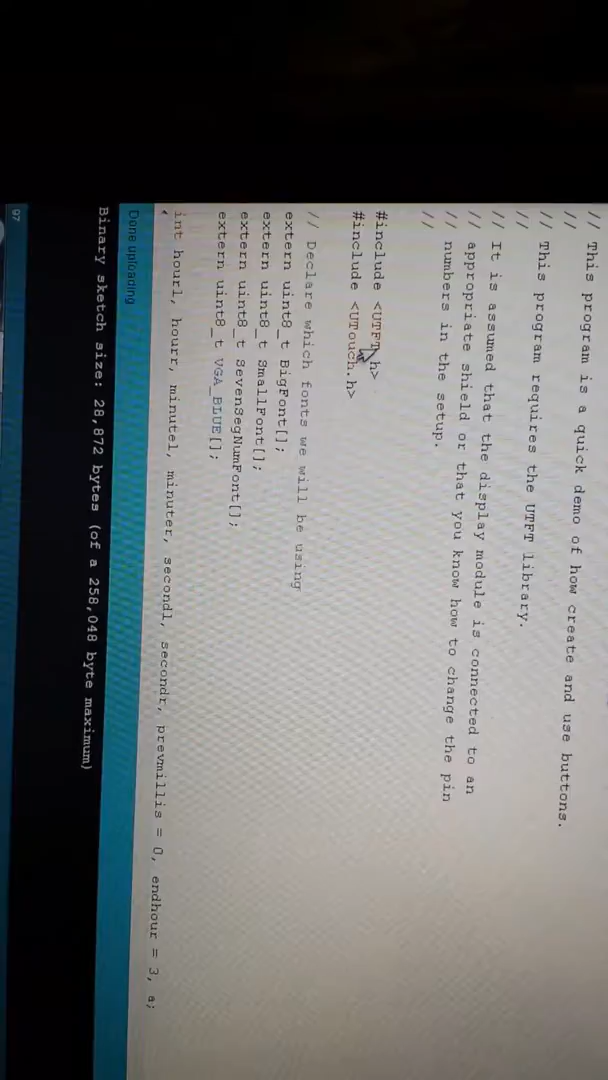 // This program is a quick demo of how create and use buttons.
//
// This program requires the UTFT library.
//
// It is assumed that the display module is connected to an
// appropriate shield or that you know how to change the pin
// numbers in the setup.
//
#include <UTFT.h>
#include <UTouch.h>
// Declare which fonts we will be using
extern uint8_t BigFont[];
extern uint8_t SmallFont[];
extern uint8_t SevenSegNumFont[];
extern uint8_t VGA_BLUE[];
int hourl, hourr, minutel, minuter, secondl, secondr, prevmillis = 0, endhour = 3, a;
Done uploading
Binary sketch size: 28,872 bytes (of a 258,048 byte maximum)
97